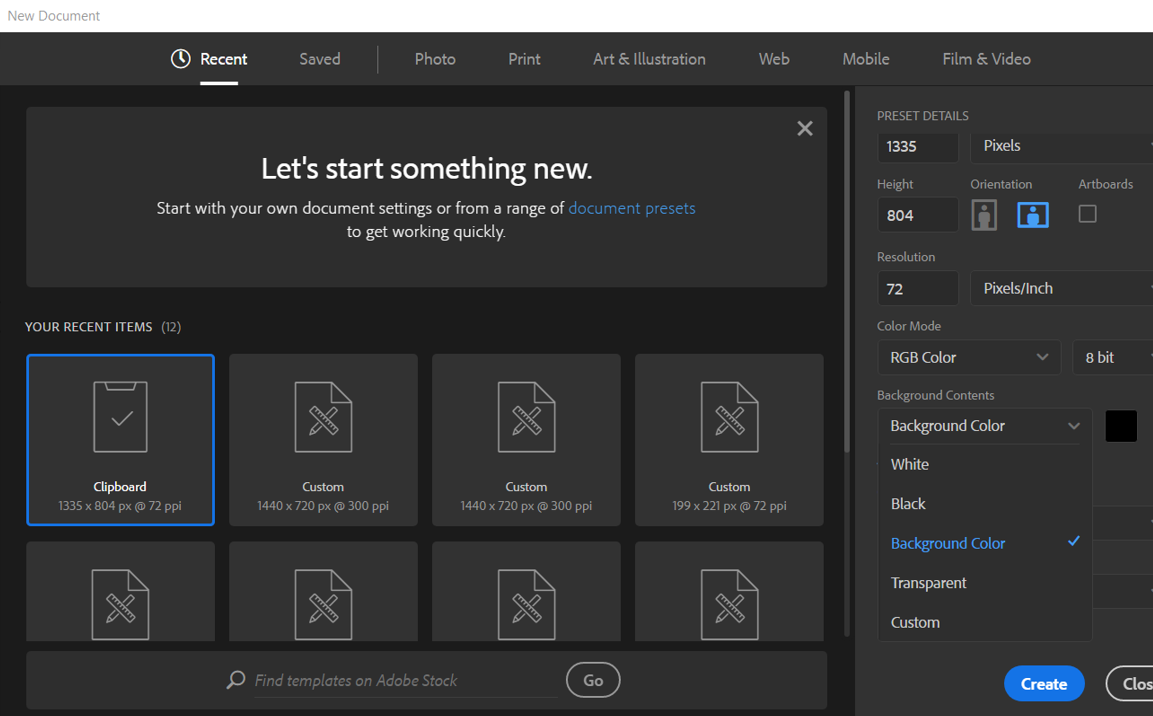 New Document
Recent
Saved
Photo
Print
Art & Illustration
Web
Mobile
Film & Video
Let's start something new.
Start with your own document settings or from a range of document presets
to get working quickly.
YOUR RECENT ITEMS (12)
Clipboard
1335 x 804 px @ 72 ppi
Custom
1440 x 720 px @ 300 ppi
Custom
1440 x 720 px @ 300 ppi
Custom
199 x 221 px @ 72 ppi
Find templates on Adobe Stock
Go
PRESET DETAILS
1335
Pixels
Height
Orientation
Artboards
804
Resolution
72
Pixels/Inch
Color Mode
RGB Color
8 bit
Background Contents
Background Color
White
Black
Background Color
Transparent
Custom
Create
Clos